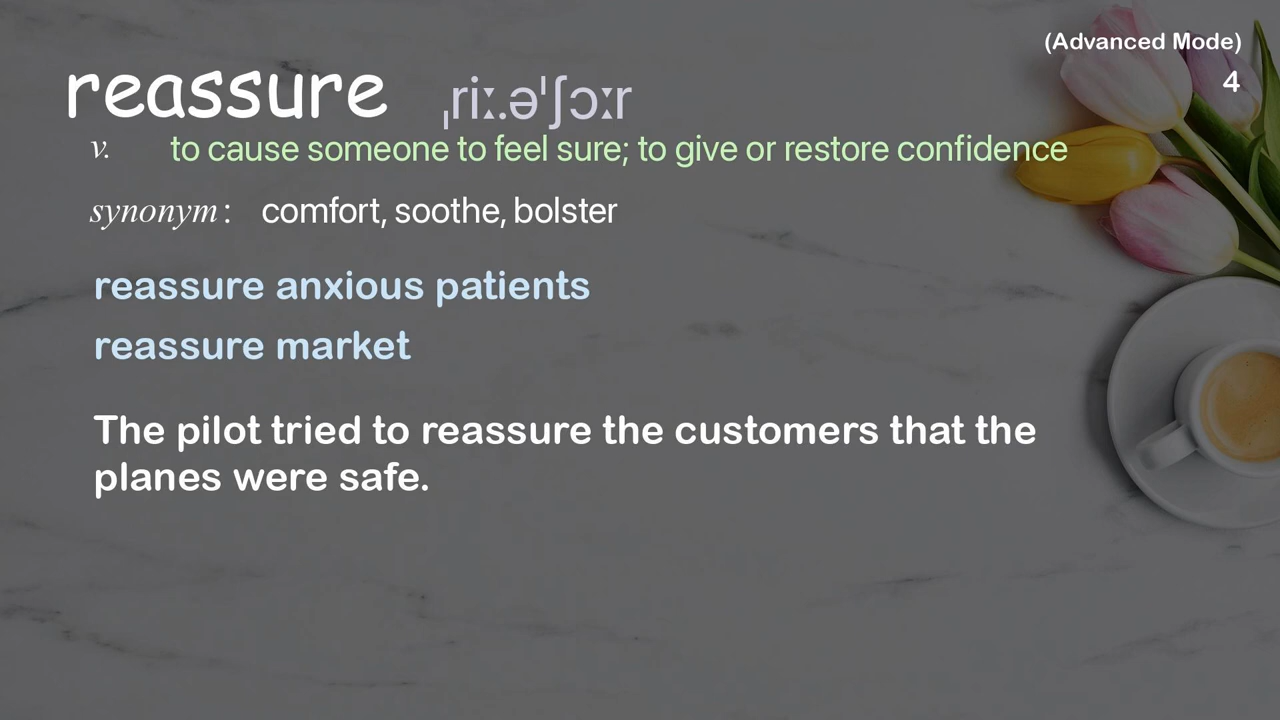 (Advanced Mode)
4
reassure ˌriː.əˈʃɔːr
v. to cause someone to feel sure; to give or restore confidence
synonym: comfort, soothe, bolster
reassure anxious patients
reassure market
The pilot tried to reassure the customers that the
planes were safe.